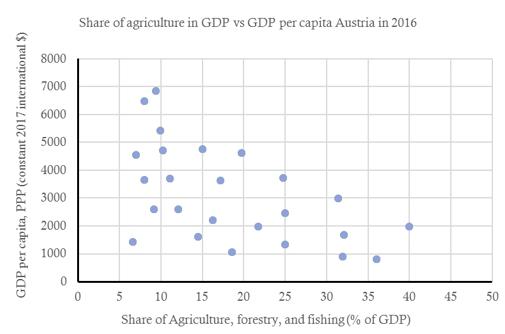 Share of agriculture in GDP vs GDP per capita Austria in 2016
GDP per capita, PPP (constant 2017 international $)
8000
7000
6000
5000
4000
3000
2000
1000
0
0 5 10 15 20 25 30 35 40 45 50
Share of Agriculture, forestry, and fishing (% of GDP)